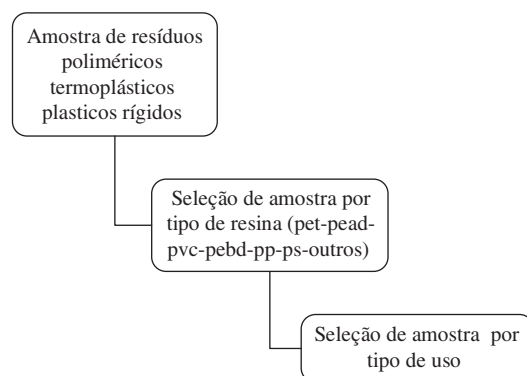 Amostra de resíduos
poliméricos
termoplásticos
plasticos rígidos
Seleção de amostra por
tipo de resina (pet-pead-
pvc-pebd-pp-ps-outros)
Seleção de amostra por
tipo de uso